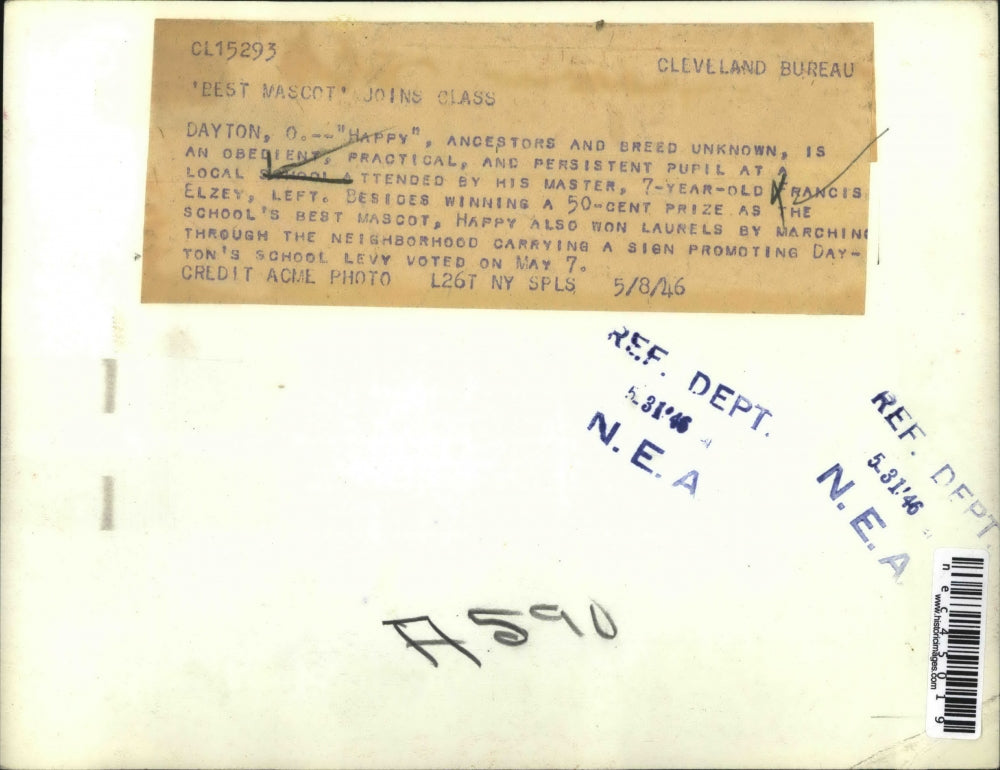 CL15293
CLEVELAND BUREAU
'BEST MASCOT' JOINS CLASS
DAYTON, O.--"HAPPY", ANCESTORS AND BREED UNKNOWN, IS
AN OBEDIENT, PRACTICAL, AND PERSISTENT PUPIL AT A
LOCAL SCHOOL ATTENDED BY HIS MASTER, 7-YEAR-OLD FRANCIS
ELZEY, LEFT. BESIDES WINNING A 50-CENT PRIZE AS THE
SCHOOL'S BEST MASCOT, HAPPY ALSO WON LAURELS BY MARCHING
THROUGH THE NEIGHBORHOOD CARRYING A SIGN PROMOTING DAY-
TON'S SCHOOL LEVY VOTED ON MAY 7.
CREDIT ACME PHOTO L26T NY SPLS 5/8/46
REF. DEPT.
5.31'46
N.E.A
REF. DEPT
5.31'46
N.E.A
A590
nec45019
www.historicimages.com